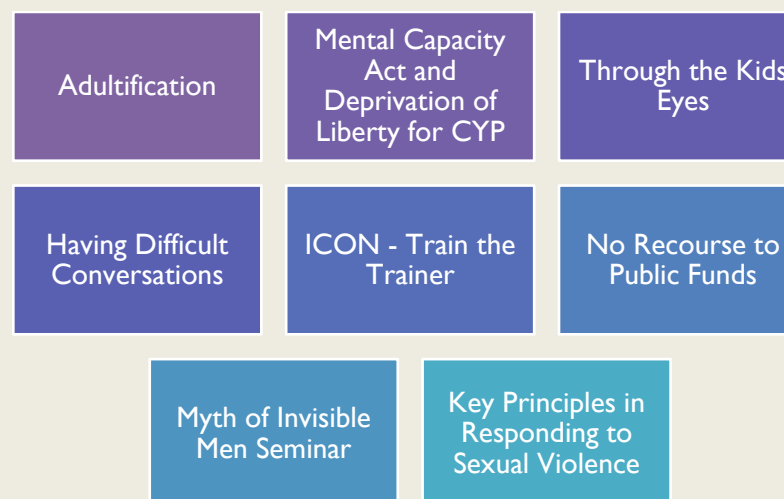 Adultification
Mental Capacity
Act and
Deprivation of
Liberty for CYP
Through the Kids
Eyes
Having Difficult
Conversations
ICON - Train the
Trainer
No Recourse to
Public Funds
Myth of Invisible
Men Seminar
Key Principles in
Responding to
Sexual Violence